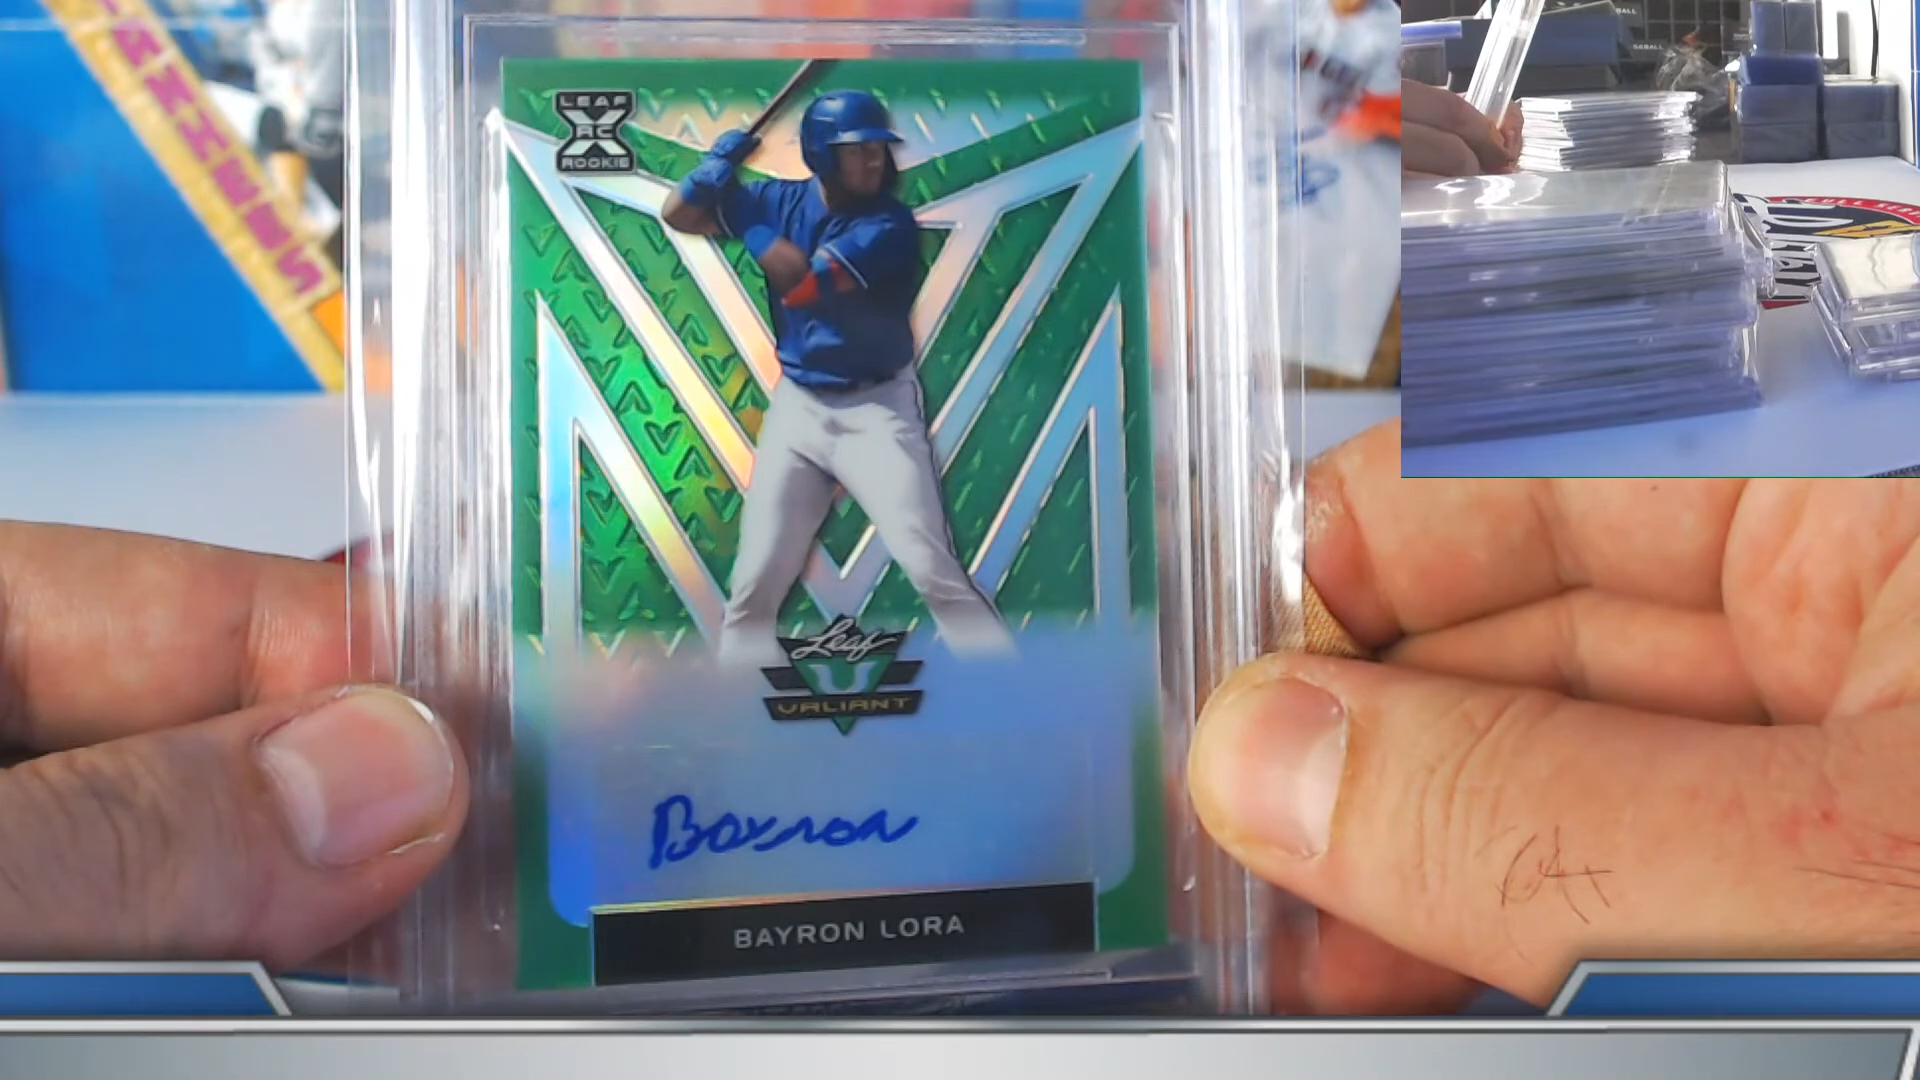 LEAF
X
RC
ROOKIE
Leaf
VALIANT
Bayron
BAYRON LORA